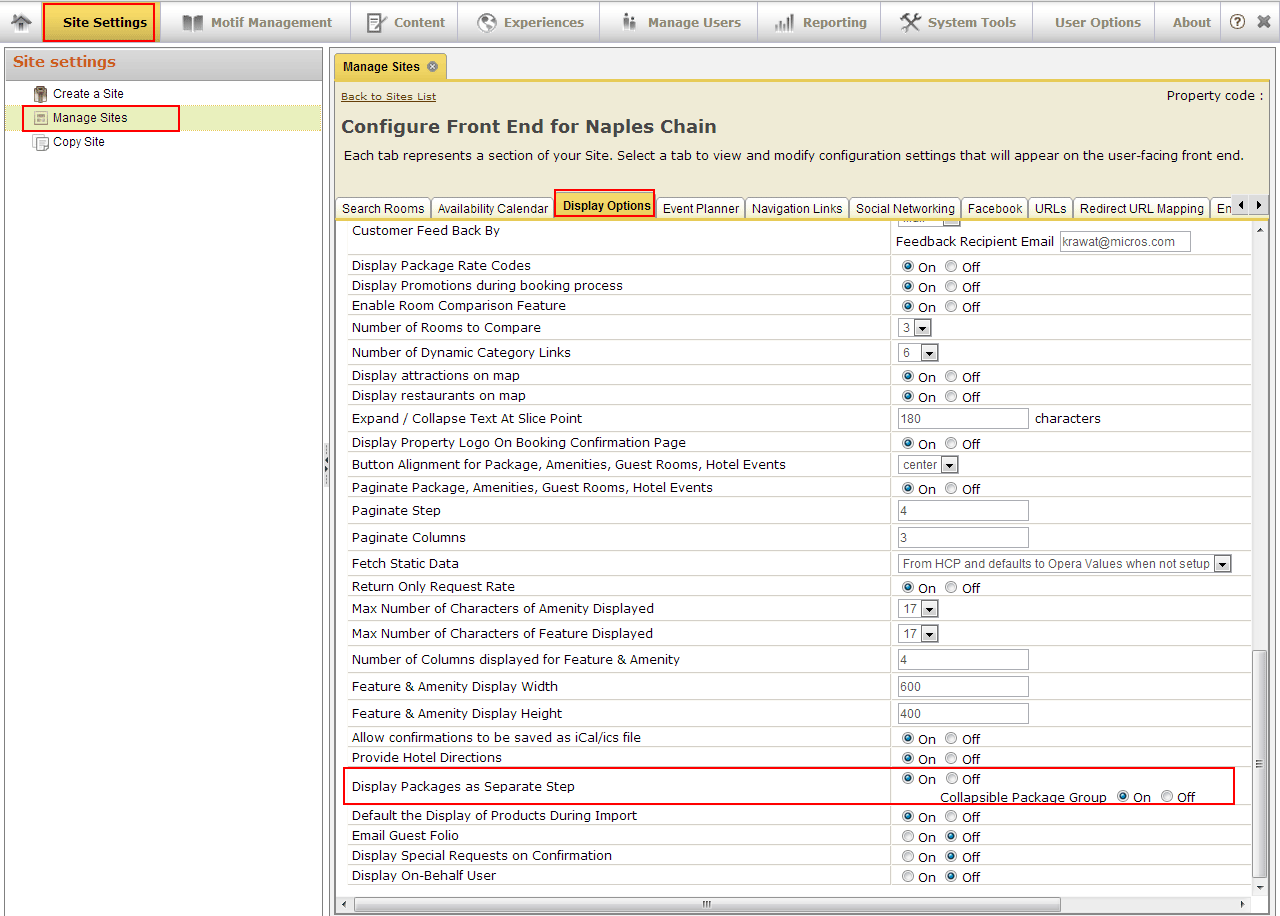 Site Settings Motif Management Content Experiences Manage Users Reporting System Tools User Options About
Site settings
Create a Site
Manage Sites
Copy Site
Manage Sites
Back to Sites List Property code :
Configure Front End for Naples Chain
Each tab represents a section of your Site. Select a tab to view and modify configuration settings that will appear on the user-facing front end.
Search Rooms Availability Calendar Display Options Event Planner Navigation Links Social Networking Facebook URLs Redirect URL Mapping En
Customer Feed Back By
Feedback Recipient Email krawat@micros.com
Display Package Rate Codes On Off
Display Promotions during booking process On Off
Enable Room Comparison Feature On Off
Number of Rooms to Compare 3
Number of Dynamic Category Links 6
Display attractions on map On Off
Display restaurants on map On Off
Expand / Collapse Text At Slice Point 180 characters
Display Property Logo On Booking Confirmation Page On Off
Button Alignment for Package, Amenities, Guest Rooms, Hotel Events center
Paginate Package, Amenities, Guest Rooms, Hotel Events On Off
Paginate Step 4
Paginate Columns 3
Fetch Static Data From HCP and defaults to Opera Values when not setup
Return Only Request Rate On Off
Max Number of Characters of Amenity Displayed 17
Max Number of Characters of Feature Displayed 17
Number of Columns displayed for Feature & Amenity 4
Feature & Amenity Display Width 600
Feature & Amenity Display Height 400
Allow confirmations to be saved as iCal/ics file On Off
Provide Hotel Directions On Off
Display Packages as Separate Step On Off
Collapsible Package Group On Off
Default the Display of Products During Import On Off
Email Guest Folio On Off
Display Special Requests on Confirmation On Off
Display On-Behalf User On Off